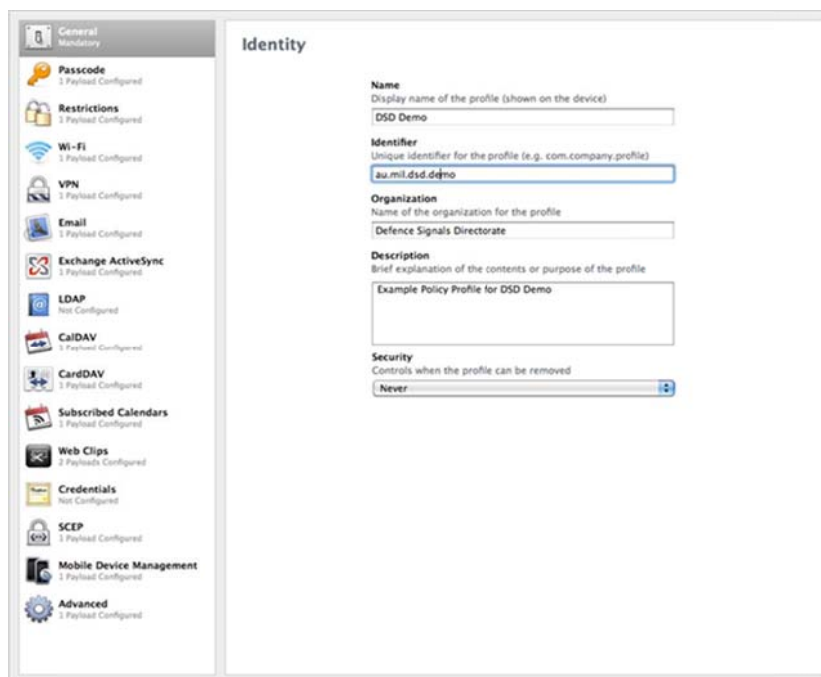 General
Mandatory
Passcode
1 Payload Configured
Restrictions
1 Payload Configured
Wi-Fi
1 Payload Configured
VPN
1 Payload Configured
Email
1 Payload Configured
Exchange ActiveSync
1 Payload Configured
LDAP
Not Configured
CalDAV
1 Payload Configured
CardDAV
1 Payload Configured
Subscribed Calendars
1 Payload Configured
Web Clips
2 Payloads Configured
Credentials
Not Configured
SCEP
1 Payload Configured
Mobile Device Management
1 Payload Configured
Advanced
1 Payload Configured
Identity
Name
Display name of the profile (shown on the device)
DSD Demo
Identifier
Unique identifier for the profile (e.g. com.company.profile)
au.mil.dsd.demo
Organization
Name of the organization for the profile
Defence Signals Directorate
Description
Brief explanation of the contents or purpose of the profile
Example Policy Profile for DSD Demo
Security
Controls when the profile can be removed
Never